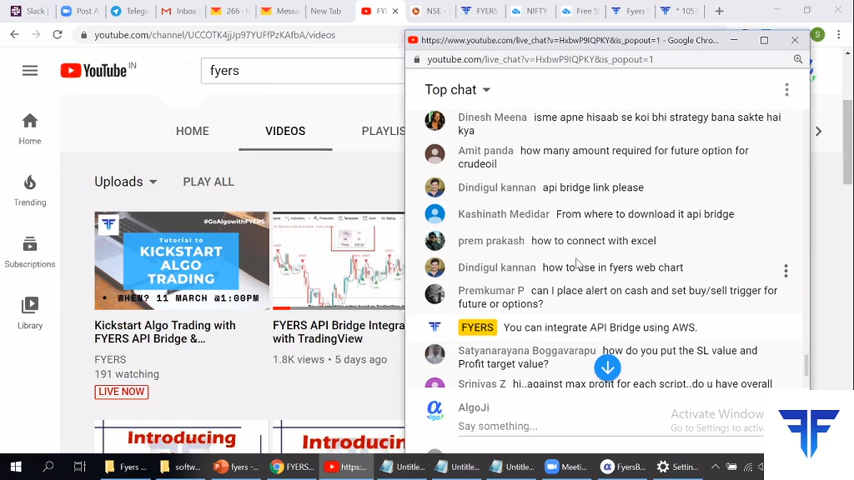 Slack
Post A
Telegr
Inbox
266 - i
Messa
New Tab
NSE -
FYERS
NIFTY
Free S
Fyers
youtube.com/channel/UCCOTK4jjJp97YUfPzKAfbA/videos
https://www.youtube.com/live_chat?v=HxbwP9IQPKY&is_popout=1 - Google Chro...
youtube.com/live_chat?v=HxbwP9IQPKY&is_popout=1
YouTube IN
fyers
Top chat
HOME
VIDEOS
PLAYLIS
Home
Trending
Subscriptions
Library
Uploads
PLAY ALL
#GoAlgowithFYERS
Tutorial to
KICKSTART
ALGO
TRADING
• WHEN? 11 MARCH @1:00PM
Kickstart Algo Trading with
FYERS API Bridge &...
FYERS
191 watching
LIVE NOW
FYERS API Bridge Integra
with TradingView
1.8K views • 5 days ago
Introducing
Introducing
Dinesh Meena isme apne hisaab se koi bhi strategy bana sakte hai
kya
Amit panda how many amount required for future option for
crudeoil
Dindigul kannan api bridge link please
Kashinath Medidar From where to download it api bridge
prem prakash how to connect with excel
Dindigul kannan how to use in fyers web chart
Premkumar P can I place alert on cash and set buy/sell trigger for
future or options?
FYERS You can integrate API Bridge using AWS.
Satyanarayana Boggavarapu how do you put the SL value and
Profit target value?
Srinivas Z hi..against max profit for each script..do u have overall
AlgoJi
Say something...
Activate Window
Go to Settings to activa
Fyers ...
softw...
fyers -...
FYERS...
https:...
Untitle...
Untitle...
Untitle...
Meeti...
FyersB...
Settin...